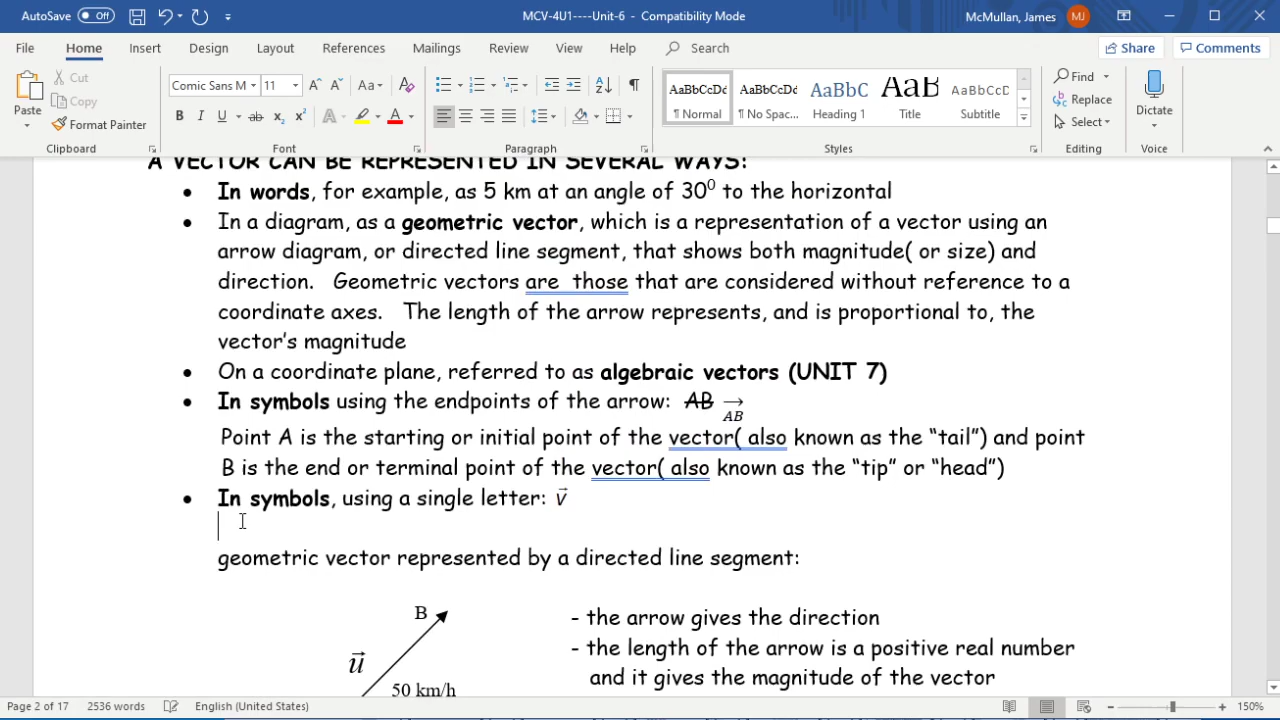 AutoSave Off MCV-4U1----Unit-6 - Compatibility Mode McMullan, James MJ
File Home Insert Design Layout References Mailings Review View Help Search Share Comments
Paste Cut Copy Format Painter Clipboard
Comic Sans M 11 Aa Font
B I U ab x₂ x² A A
Paragraph
AaBbCcDd ¶ Normal AaBbCcDd ¶ No Spac... AaBbC Heading 1 AaB Title AaBbCcD Subtitle Styles
Find Replace Select Editing
Dictate Voice
A VECTOR CAN BE REPRESENTED IN SEVERAL WAYS:
• In words, for example, as 5 km at an angle of 30⁰ to the horizontal
• In a diagram, as a geometric vector, which is a representation of a vector using an
arrow diagram, or directed line segment, that shows both magnitude( or size) and
direction. Geometric vectors are those that are considered without reference to a
coordinate axes. The length of the arrow represents, and is proportional to, the
vector's magnitude
• On a coordinate plane, referred to as algebraic vectors (UNIT 7)
• In symbols using the endpoints of the arrow: AB →
AB
Point A is the starting or initial point of the vector( also known as the "tail") and point
B is the end or terminal point of the vector( also known as the "tip" or "head")
• In symbols, using a single letter: v⃗
geometric vector represented by a directed line segment:
B - the arrow gives the direction
- the length of the arrow is a positive real number
u⃗ and it gives the magnitude of the vector
50 km/h
Page 2 of 17 2536 words English (United States) 150%